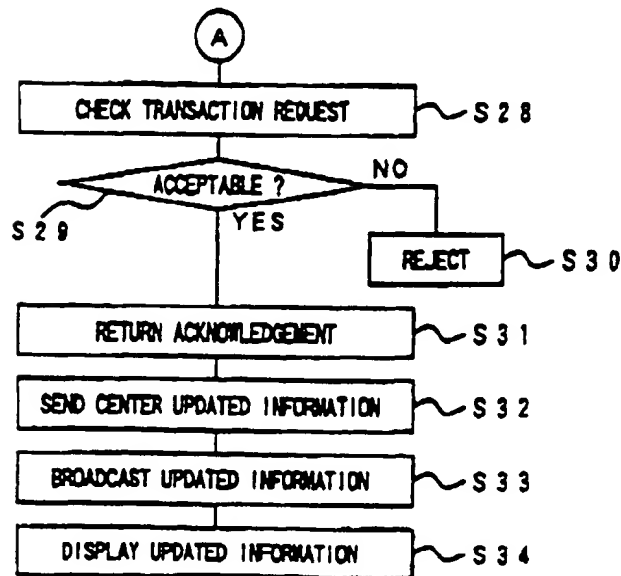 A
CHECK TRANSACTION REQUEST
S28
ACCEPTABLE ?
NO
S29
YES
REJECT
S30
RETURN ACKNOWLEDGEMENT
S31
SEND CENTER UPDATED INFORMATION
S32
BROADCAST UPDATED INFORMATION
S33
DISPLAY UPDATED INFORMATION
S34